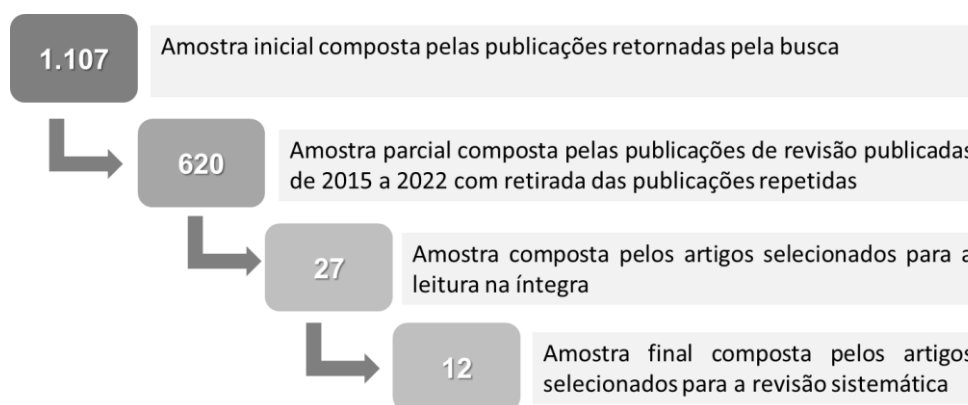 1.107
Amostra inicial composta pelas publicações retornadas pela busca
620
Amostra parcial composta pelas publicações de revisão publicadas
de 2015 a 2022 com retirada das publicações repetidas
27
Amostra composta pelos artigos selecionados para a
leitura na íntegra
12
Amostra final composta pelos artigos
selecionados para a revisão sistemática